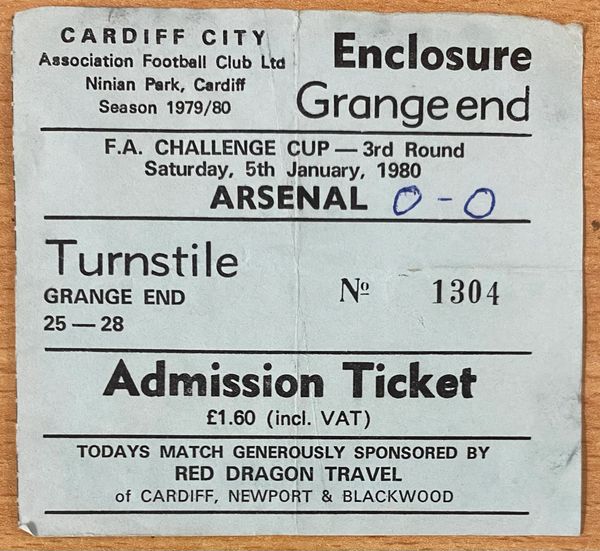 CARDIFF CITY
Association Football Club Ltd
Ninian Park, Cardiff
Season 1979/80
Enclosure
Grange end
F.A. CHALLENGE CUP — 3rd Round
Saturday, 5th January, 1980
ARSENAL 0-0
Turnstile
GRANGE END
25 — 28
Nº 1304
Admission Ticket
£1.60 (incl. VAT)
TODAYS MATCH GENEROUSLY SPONSORED BY
RED DRAGON TRAVEL
of CARDIFF, NEWPORT & BLACKWOOD